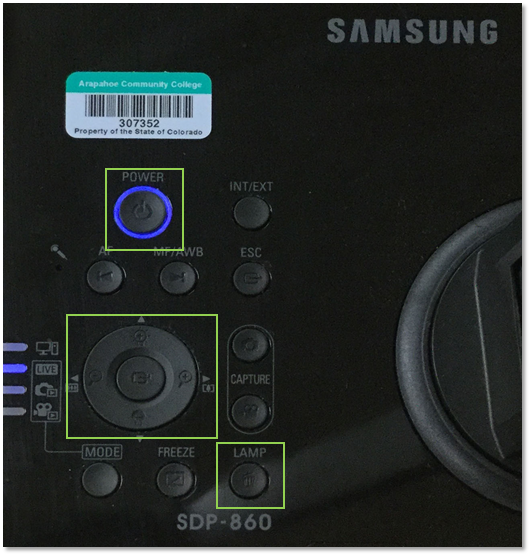 SAMSUNG
Arapahoe Community College
307352
Property of the State of Colorado
POWER
INT/EXT
AF
MF/AWB
ESC
LIVE
CAPTURE
MODE
FREEZE
LAMP
SDP-860